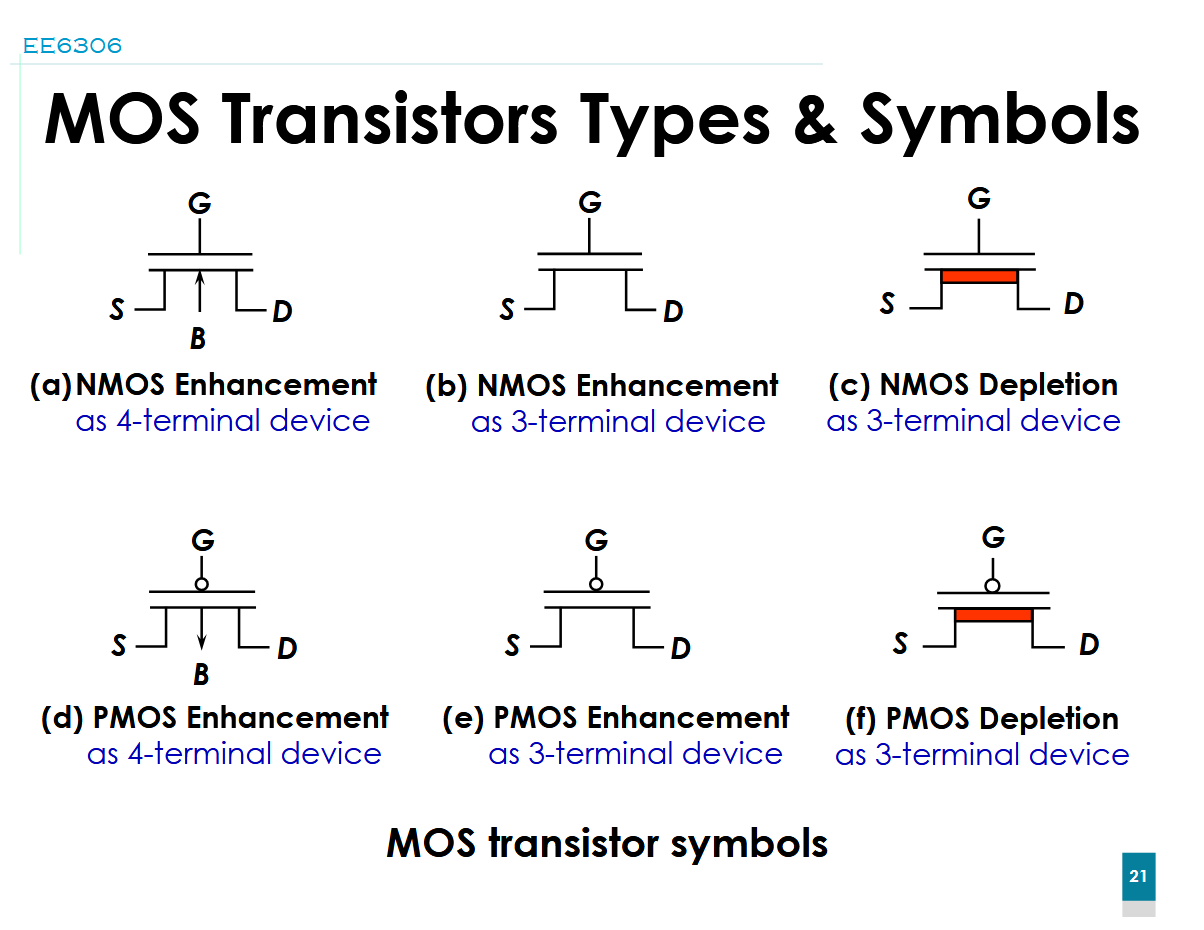 EE6306
MOS Transistors Types & Symbols
G
S
D
B
(a) NMOS Enhancement
as 4-terminal device
G
S
D
(b) NMOS Enhancement
as 3-terminal device
G
S
D
(c) NMOS Depletion
as 3-terminal device
G
S
D
B
(d) PMOS Enhancement
as 4-terminal device
G
S
D
(e) PMOS Enhancement
as 3-terminal device
G
S
D
(f) PMOS Depletion
as 3-terminal device
MOS transistor symbols
21